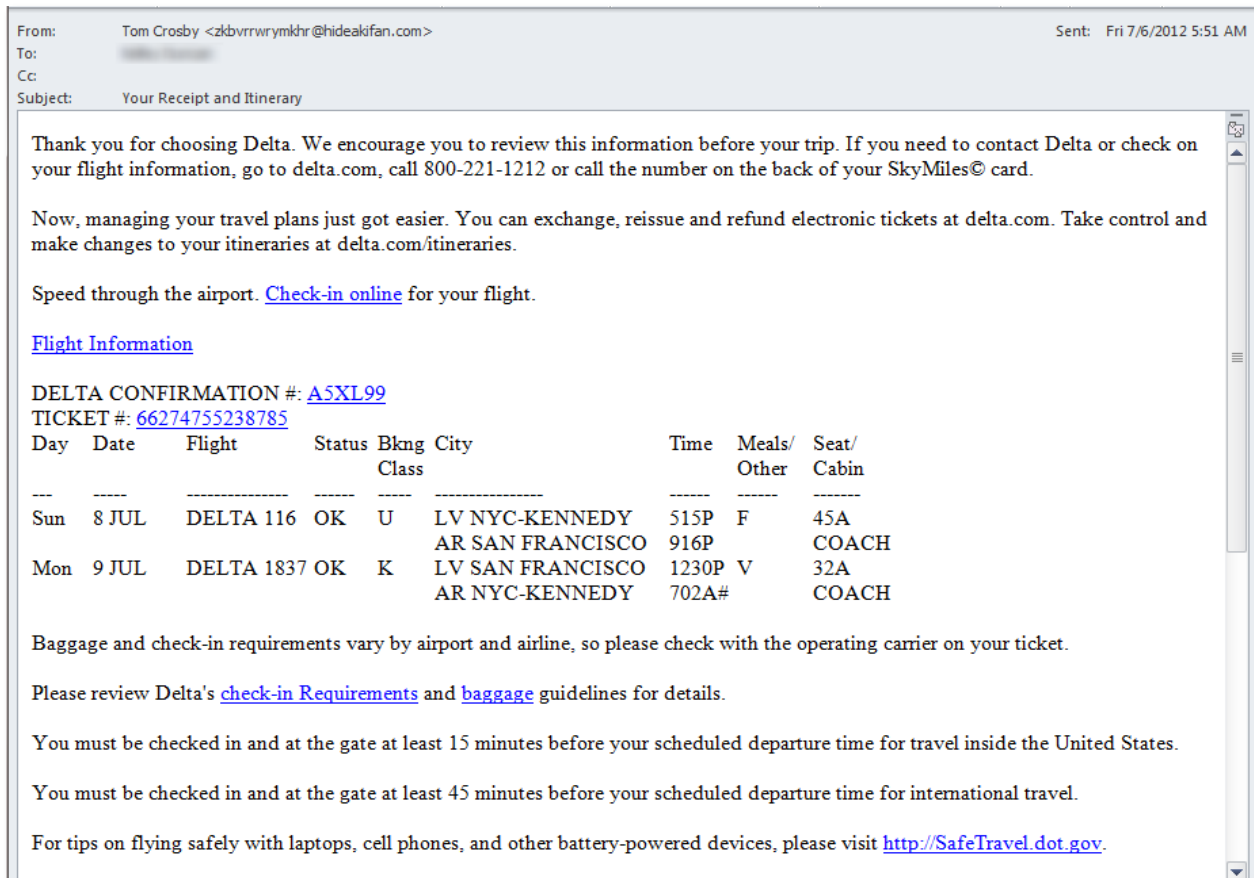 From: Tom Crosby <zkbvrrwrymkhr@hideakifan.com> Sent: Fri 7/6/2012 5:51 AM
To:
Cc:
Subject: Your Receipt and Itinerary
Thank you for choosing Delta. We encourage you to review this information before your trip. If you need to contact Delta or check on
your flight information, go to delta.com, call 800-221-1212 or call the number on the back of your SkyMiles© card.
Now, managing your travel plans just got easier. You can exchange, reissue and refund electronic tickets at delta.com. Take control and
make changes to your itineraries at delta.com/itineraries.
Speed through the airport. Check-in online for your flight.
Flight Information
DELTA CONFIRMATION #: A5XL99
TICKET #: 66274755238785
Day Date Flight Status Bkng City Time Meals/ Seat/
Class Other Cabin
--- ----- --------------- ------ ----- ---------------- ------ ------ -------
Sun 8 JUL DELTA 116 OK U LV NYC-KENNEDY 515P F 45A
AR SAN FRANCISCO 916P COACH
Mon 9 JUL DELTA 1837 OK K LV SAN FRANCISCO 1230P V 32A
AR NYC-KENNEDY 702A# COACH
Baggage and check-in requirements vary by airport and airline, so please check with the operating carrier on your ticket.
Please review Delta's check-in Requirements and baggage guidelines for details.
You must be checked in and at the gate at least 15 minutes before your scheduled departure time for travel inside the United States.
You must be checked in and at the gate at least 45 minutes before your scheduled departure time for international travel.
For tips on flying safely with laptops, cell phones, and other battery-powered devices, please visit http://SafeTravel.dot.gov.